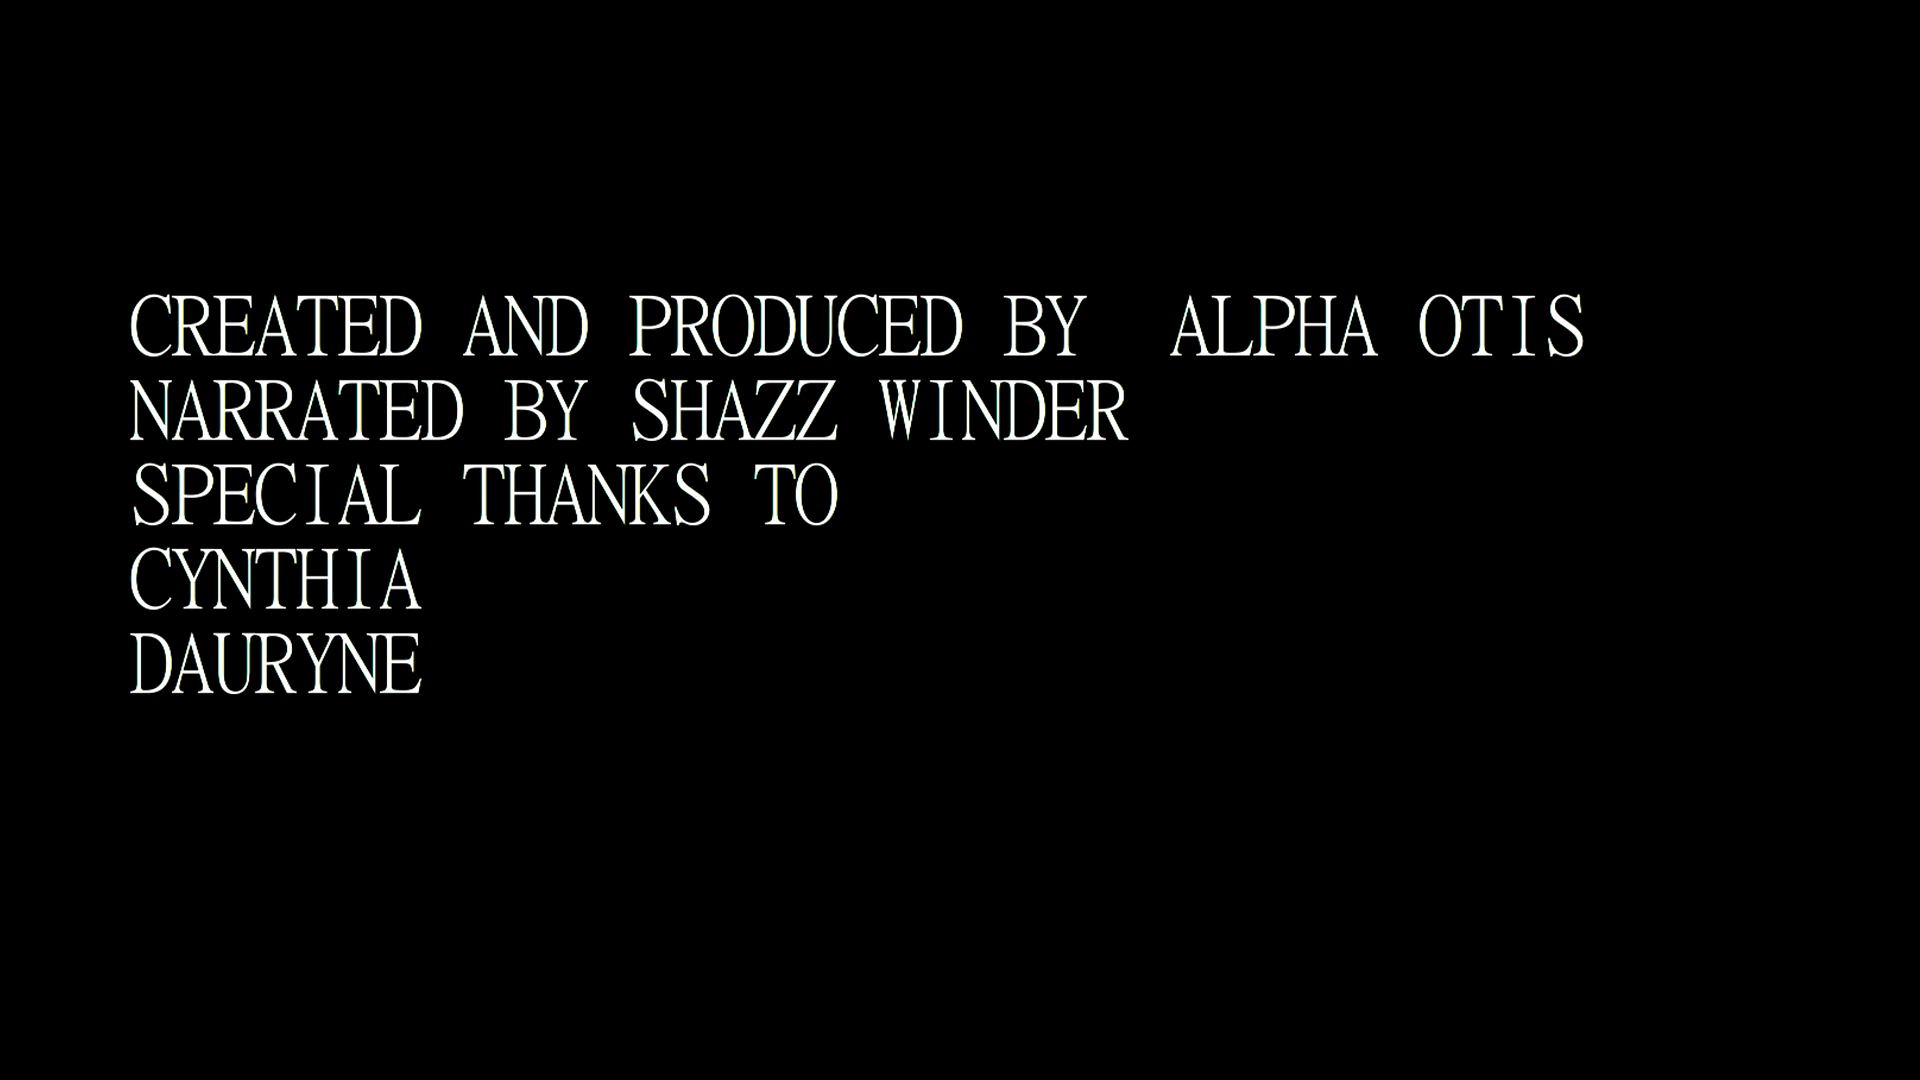 CREATED AND PRODUCED BY  ALPHA OTIS
NARRATED BY SHAZZ WINDER
SPECIAL THANKS TO
CYNTHIA
DAURYNE